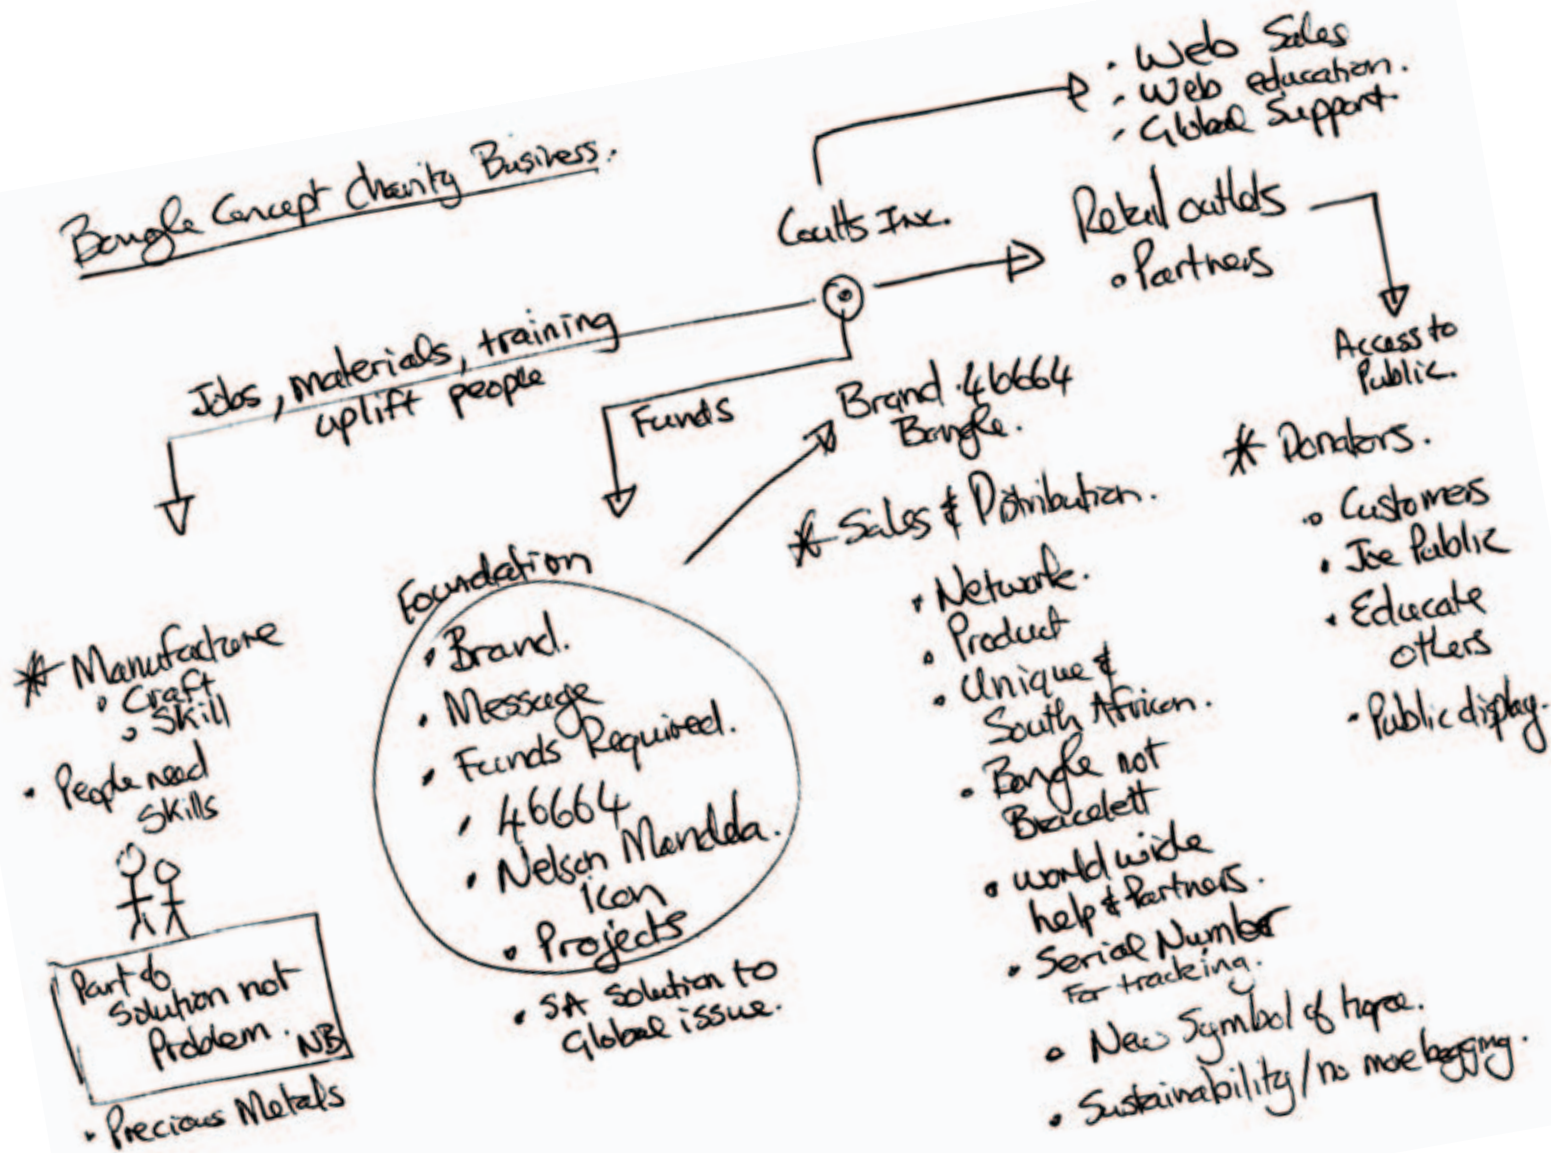 Bangle Concept Charity Business.
• Web Sales
• Web education.
• Global Support.
Coutts Inc.
Retail outlets
• Partners
Access to
Public.
Jobs, materials, training
uplift people
Funds
Brand 46664
Bangle.
* Manufacture
• Craft
• Skill
• People need
Skills
Part of
Solution not
Problem.
NB
• Precious Metals
Foundation
• Brand.
• Message
• Funds Required.
• 46664
• Nelson Mandela.
icon
• Projects
• SA Solution to
Global issue.
* Sales & Distribution.
• Network.
• Product
• Unique &
South African.
• Bangle not
Bracelett
• world wide
help & Partners.
• Serial Number
For tracking.
• New Symbol of hope.
• Sustainability / no more begging.
* Donators.
• Customers
• Joe Public
• Educate
others
• Public display.